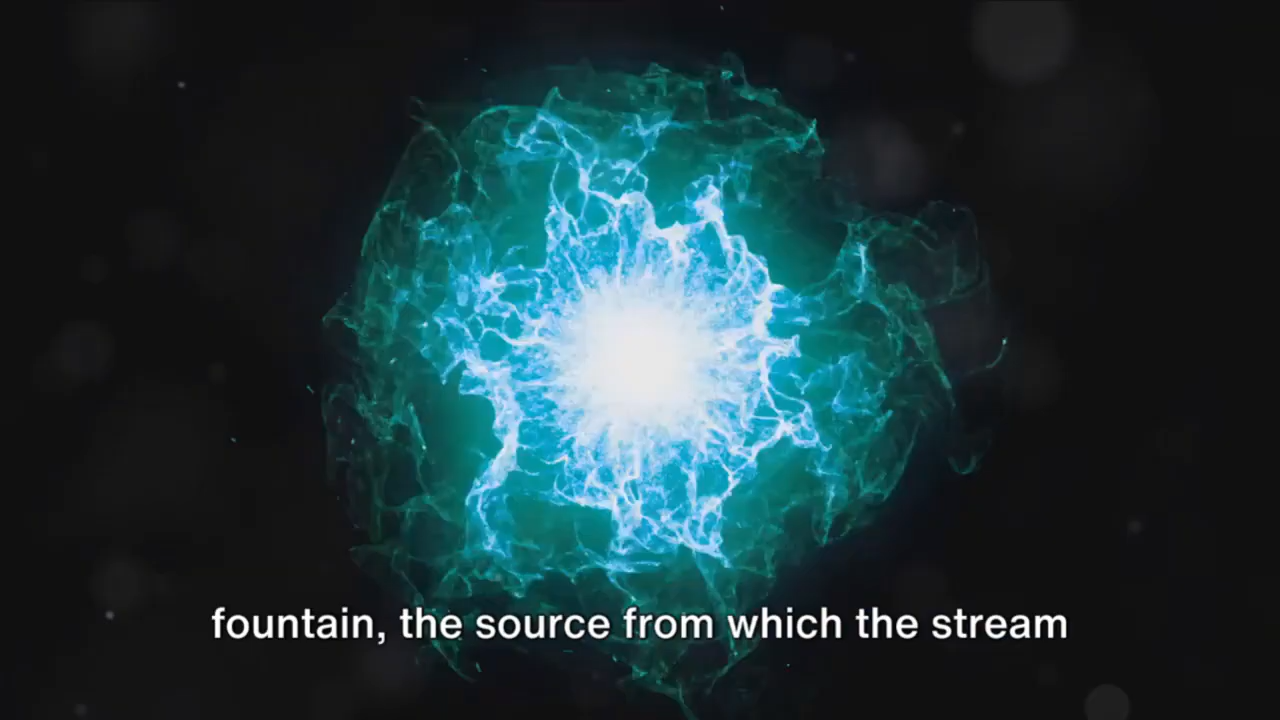 fountain, the source from which the stream